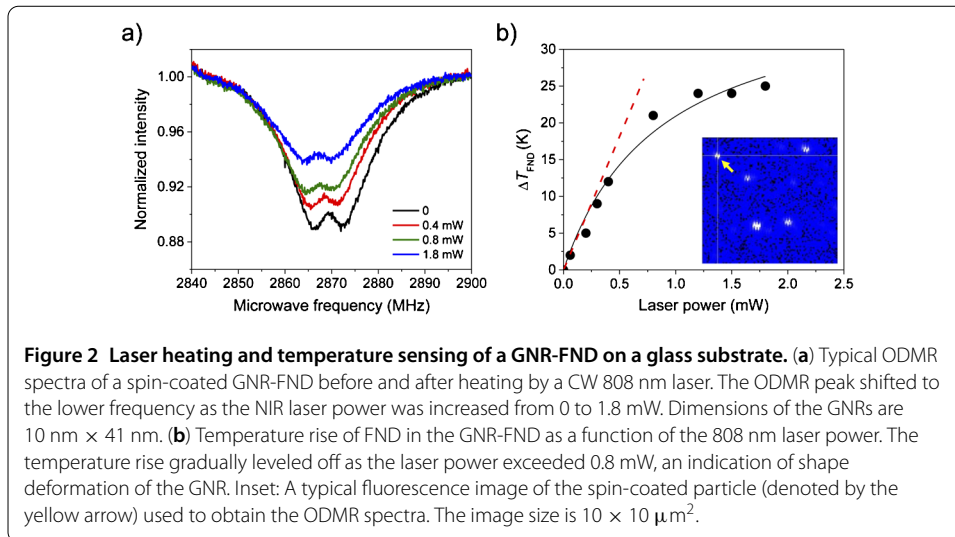 a)
b)
1.00
0.96
0.92
0.88
Normalized intensity
0
0.4 mW
0.8 mW
1.8 mW
2840 2850 2860 2870 2880 2890 2900
Microwave frequency (MHz)
30
25
20
15
10
5
0
ΔT_FND (K)
0.0 0.5 1.0 1.5 2.0 2.5
Laser power (mW)
Figure 2 Laser heating and temperature sensing of a GNR-FND on a glass substrate. (a) Typical ODMR
spectra of a spin-coated GNR-FND before and after heating by a CW 808 nm laser. The ODMR peak shifted to
the lower frequency as the NIR laser power was increased from 0 to 1.8 mW. Dimensions of the GNRs are
10 nm × 41 nm. (b) Temperature rise of FND in the GNR-FND as a function of the 808 nm laser power. The
temperature rise gradually leveled off as the laser power exceeded 0.8 mW, an indication of shape
deformation of the GNR. Inset: A typical fluorescence image of the spin-coated particle (denoted by the
yellow arrow) used to obtain the ODMR spectra. The image size is 10 × 10 μm².